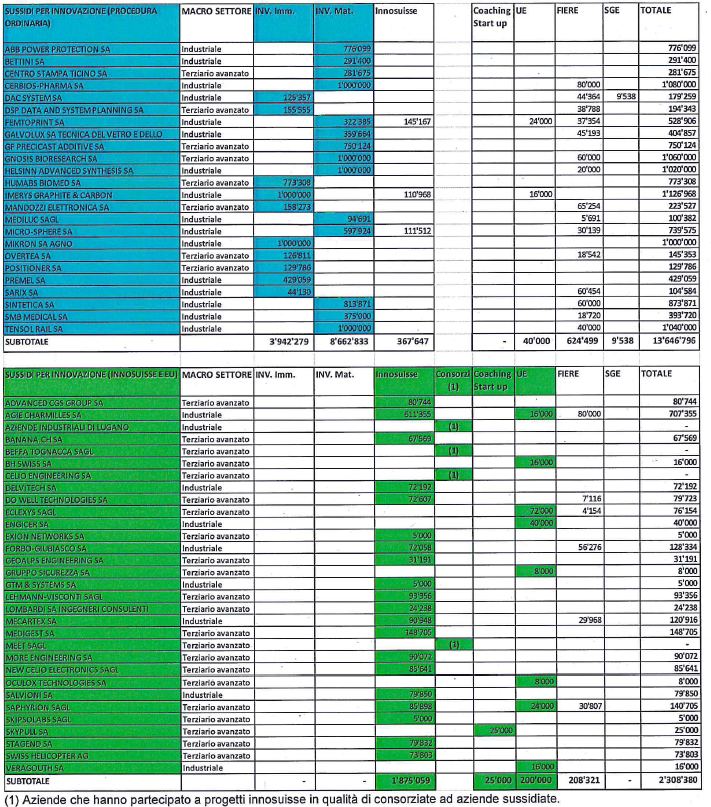 SUSSIDI PER INNOVAZIONE (PROCEDURA ORDINARIA) MACRO SETTORE INV. Imm. INV. Mat. Innosuisse Coaching Start up UE FIERE SGE TOTALE
ABB POWER PROTECTION SA Industriale 776'099 776'099
BETTINI SA Industriale 291'400 291'400
CENTRO STAMPA TICINO SA Terziario avanzato 281'675 281'675
CERBIOS-PHARMA SA Industriale 1'000'000 80'000 1'080'000
DAC SYSTEM SA Industriale 125'357 44'364 9'538 179'259
DSP DATA AND SYSTEM PLANNING SA Terziario avanzato 155'555 38'788 194'343
FEMTOPRINT SA Industriale 322'385 145'167 24'000 37'354 528'906
GALVOLUX SA TECNICA DEL VETRO E DELLO Industriale 359'664 45'193 404'857
GF PRECICAST ADDITIVE SA Terziario avanzato 750'124 750'124
GNOSIS BIORESEARCH SA Terziario avanzato 1'000'000 60'000 1'060'000
HELSINN ADVANCED SYNTHESIS SA Industriale 1'000'000 20'000 1'020'000
HUMABS BIOMED SA Terziario avanzato 773'308 773'308
IMERYS GRAPHITE & CARBON Industriale 1'000'000 110'968 16'000 1'126'968
MANDOZZI ELETTRONICA SA Terziario avanzato 158'273 65'254 223'527
MEDILUC SAGL Industriale 94'691 5'691 100'382
MICRO-SPHERE SA Industriale 597'924 111'512 30'139 739'575
MIKRON SA AGNO Industriale 1'000'000 1'000'000
OVERTEA SA Terziario avanzato 126'811 18'542 145'353
POSITIONER SA Terziario avanzato 129'786 129'786
PREMEL SA Industriale 429'059 429'059
SARIX SA Industriale 44'130 60'454 104'584
SINTETICA SA Industriale 813'871 60'000 873'871
SMB MEDICAL SA Industriale 375'000 18'720 393'720
TENSOL RAIL SA Industriale 1'000'000 40'000 1'040'000
SUBTOTALE 3'942'279 8'662'833 367'647 - 40'000 624'499 9'538 13'646'796
SUSSIDI PER INNOVAZIONE (INNOSUISSE E EU) MACRO SETTORE INV. Imm. INV. Mat. Innosuisse Consorzi (1) Coaching Start up UE FIERE SGE TOTALE
ADVANCED CGS GROUP SA Terziario avanzato 80'744 80'744
AGIE CHARMILLES SA Industriale 611'355 16'000 80'000 707'355
AZIENDE INDUSTRIALI DI LUGANO Industriale (1) -
BANANA.CH SA Terziario avanzato 67'569 67'569
BEFFA TOGNACCA SAGL Terziario avanzato (1) -
BH SWISS SA Terziario avanzato 16'000 16'000
CELIO ENGINEERING SA Terziario avanzato (1) -
DELVITECH SA Industriale 72'192 72'192
DO WELL TECHNOLOGIES SA Terziario avanzato 72'607 7'116 79'723
ECLEXYS SAGL Terziario avanzato 72'000 4'154 76'154
ENGICER SA Industriale 40'000 40'000
EXION NETWORKS SA Terziario avanzato 5'000 5'000
FORBO-GIUBIASCO SA Industriale 72'058 56'276 128'334
GEOALPS ENGINEERING SA Terziario avanzato 31'191 31'191
GRUPPO SICUREZZA SA Terziario avanzato 8'000 8'000
GTM & SYSTEMS SA Industriale 5'000 5'000
LEHMANN-VISCONTI SAGL Terziario avanzato 93'356 93'356
LOMBARDI SA INGEGNERI CONSULENTI Terziario avanzato 24'238 24'238
MECARTEX SA Industriale 90'948 29'968 120'916
MEDIGEST SA Terziario avanzato 148'705 148'705
MEET SAGL Terziario avanzato (1) -
MORE ENGINEERING SA Terziario avanzato 90'072 90'072
NEW CELIO ELECTRONICS SAGL Terziario avanzato 85'641 85'641
OCULOX TECHNOLOGIES SA Terziario avanzato 8'000 8'000
SALVIONI SA Industriale 79'850 79'850
SAPHYRION SAGL Terziario avanzato 85'898 24'000 30'807 140'705
SKIPSOLABS SAGL Terziario avanzato 5'000 5'000
SKYPULL SA Terziario avanzato 25'000 25'000
STAGEND SA Terziario avanzato 79'832 79'832
SWISS HELICOPTER AG Terziario avanzato 73'803 73'803
VERAGOUTH SA Industriale 16'000 16'000
SUBTOTALE - - 1'875'059 25'000 200'000 208'321 - 2'308'380
(1) Aziende che hanno partecipato a progetti innosuisse in qualità di consorziate ad aziende sussidiate.